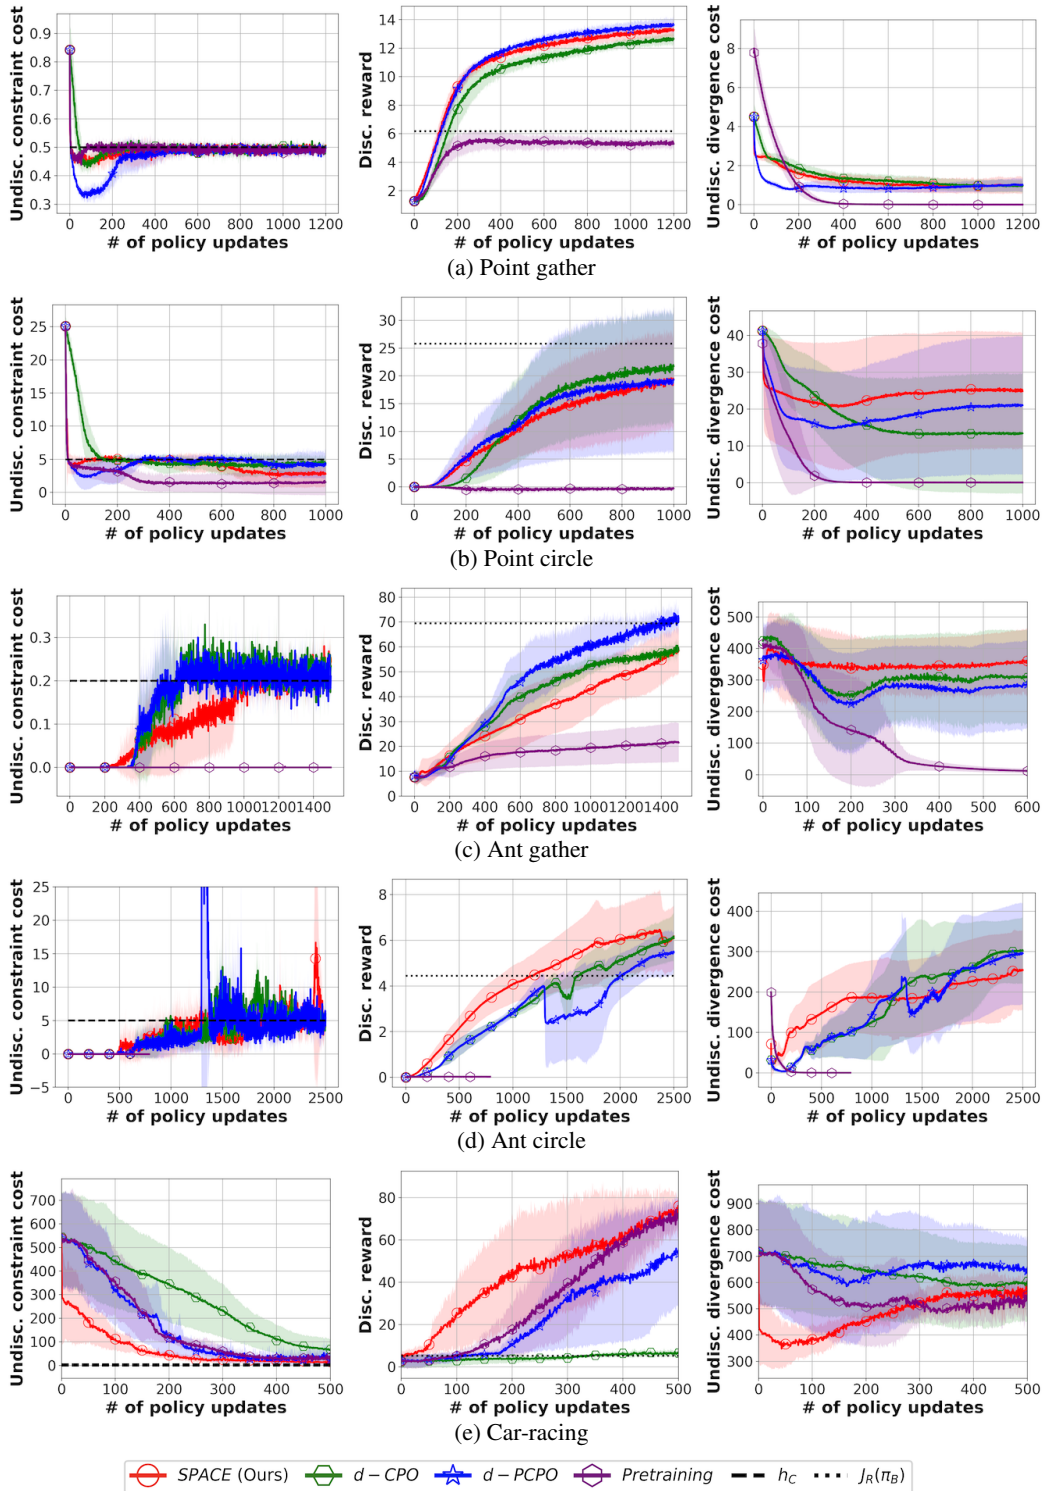 Undisc. constraint cost
0.9
0.8
0.7
0.6
0.5
0.4
0.3
0 200 400 600 800 1000 1200
# of policy updates
Disc. reward
14
12
10
8
6
4
2
0 200 400 600 800 1000 1200
# of policy updates
Undisc. divergence cost
8
6
4
2
0
0 200 400 600 800 1000 1200
# of policy updates
(a) Point gather
Undisc. constraint cost
25
20
15
10
5
0
0 200 400 600 800 1000
# of policy updates
Disc. reward
30
25
20
15
10
5
0
0 200 400 600 800 1000
# of policy updates
Undisc. divergence cost
40
30
20
10
0
0 200 400 600 800 1000
# of policy updates
(b) Point circle
Undisc. constraint cost
0.3
0.2
0.1
0.0
0 200 400 600 800 1000 1200 1400
# of policy updates
Disc. reward
80
70
60
50
40
30
20
10
0
0 200 400 600 800 1000 1200 1400
# of policy updates
Undisc. divergence cost
500
400
300
200
100
0
0 100 200 300 400 500 600
# of policy updates
(c) Ant gather
Undisc. constraint cost
25
20
15
10
5
0
−5
0 500 1000 1500 2000 2500
# of policy updates
Disc. reward
8
6
4
2
0
0 500 1000 1500 2000 2500
# of policy updates
Undisc. divergence cost
400
300
200
100
0
0 500 1000 1500 2000 2500
# of policy updates
(d) Ant circle
Undisc. constraint cost
700
600
500
400
300
200
100
0
0 100 200 300 400 500
# of policy updates
Disc. reward
80
60
40
20
0
0 100 200 300 400 500
# of policy updates
Undisc. divergence cost
900
800
700
600
500
400
300
0 100 200 300 400 500
# of policy updates
(e) Car-racing
SPACE (Ours) d − CPO d − PCPO Pretraining h_C J_R(π_B)